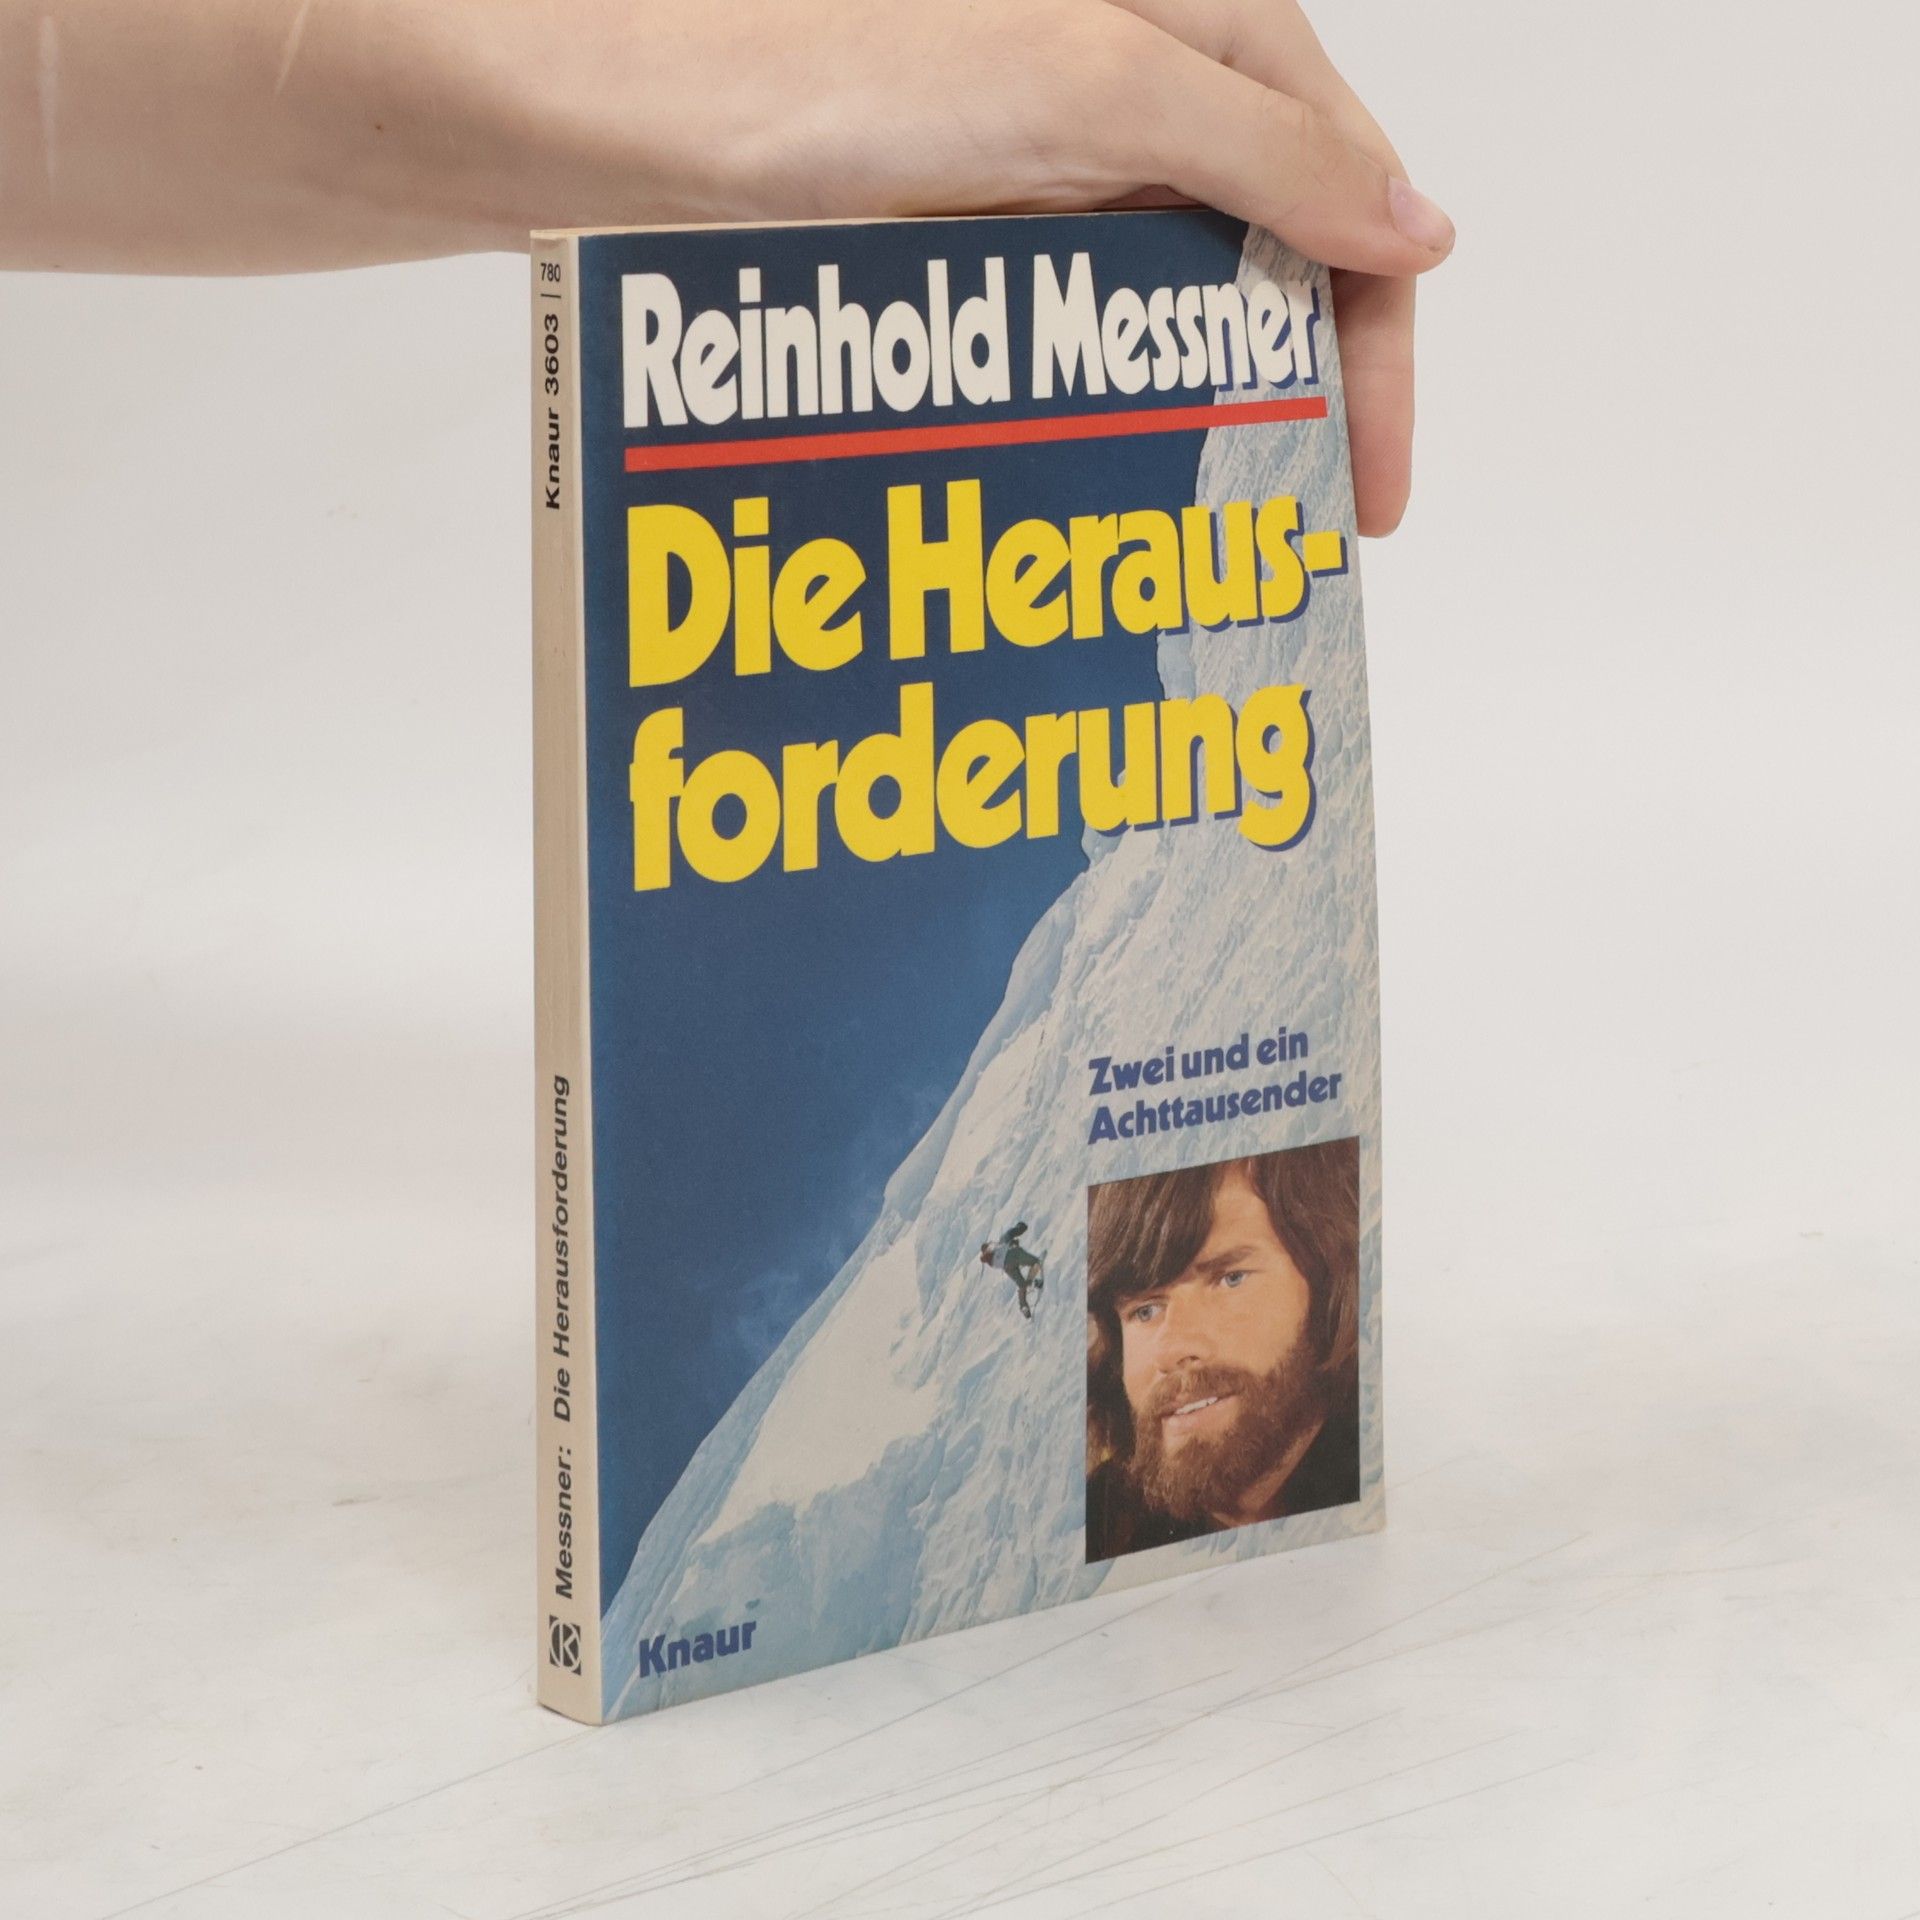 Reinhold Messner
Die Heraus-
forderung
Zwei und ein
Achttausender
Knaur
Messner: Die Herausforderung
Knaur 3603 | 780